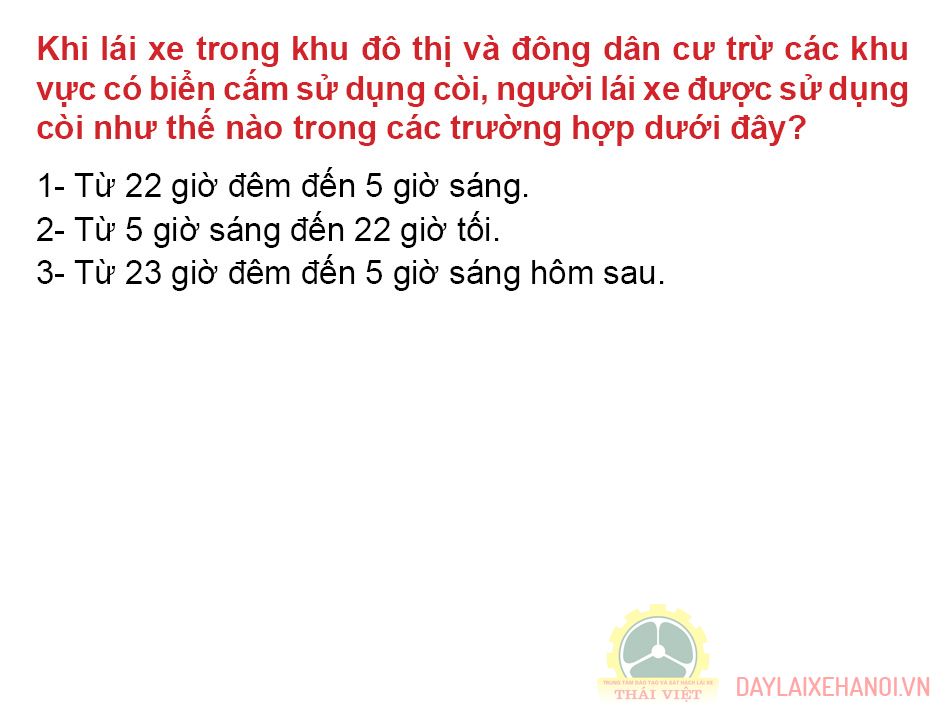 Khi lái xe trong khu đô thị và đông dân cư trừ các khu
vực có biển cấm sử dụng còi, người lái xe được sử dụng
còi như thế nào trong các trường hợp dưới đây?
1- Từ 22 giờ đêm đến 5 giờ sáng.
2- Từ 5 giờ sáng đến 22 giờ tối.
3- Từ 23 giờ đêm đến 5 giờ sáng hôm sau.
TRUNG TÂM ĐÀO TẠO VÀ SÁT HẠCH LÁI XE
THÁI VIỆT
DAYLAIXEHANOI.VN